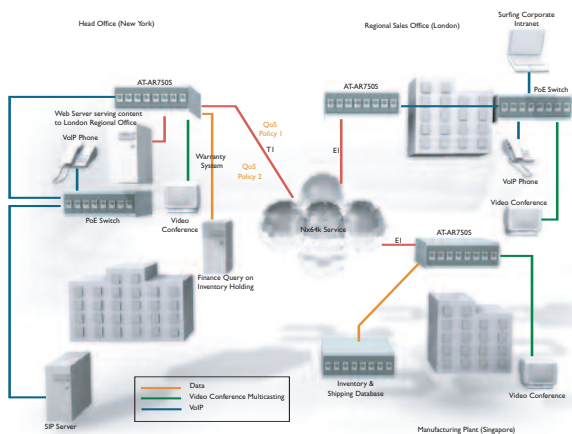 Head Office (New York)
Regional Sales Office (London)
Surfing Corporate
Intranet
AT-AR750S
AT-AR750S
PoE Switch
Web Server serving content
to London Regional Office
QoS
Policy 1
T1
E1
VoIP Phone
Warranty
System
QoS
Policy 2
VoIP Phone
Video Conference
PoE Switch
Video
Conference
Nx64k Service
AT-AR750S
E1
Finance Query on
Inventory Holding
Data
Video Conference Multicasting
VoIP
Inventory &
Shipping Database
Video Conference
SIP Server
Manufacturing Plant (Singapore)